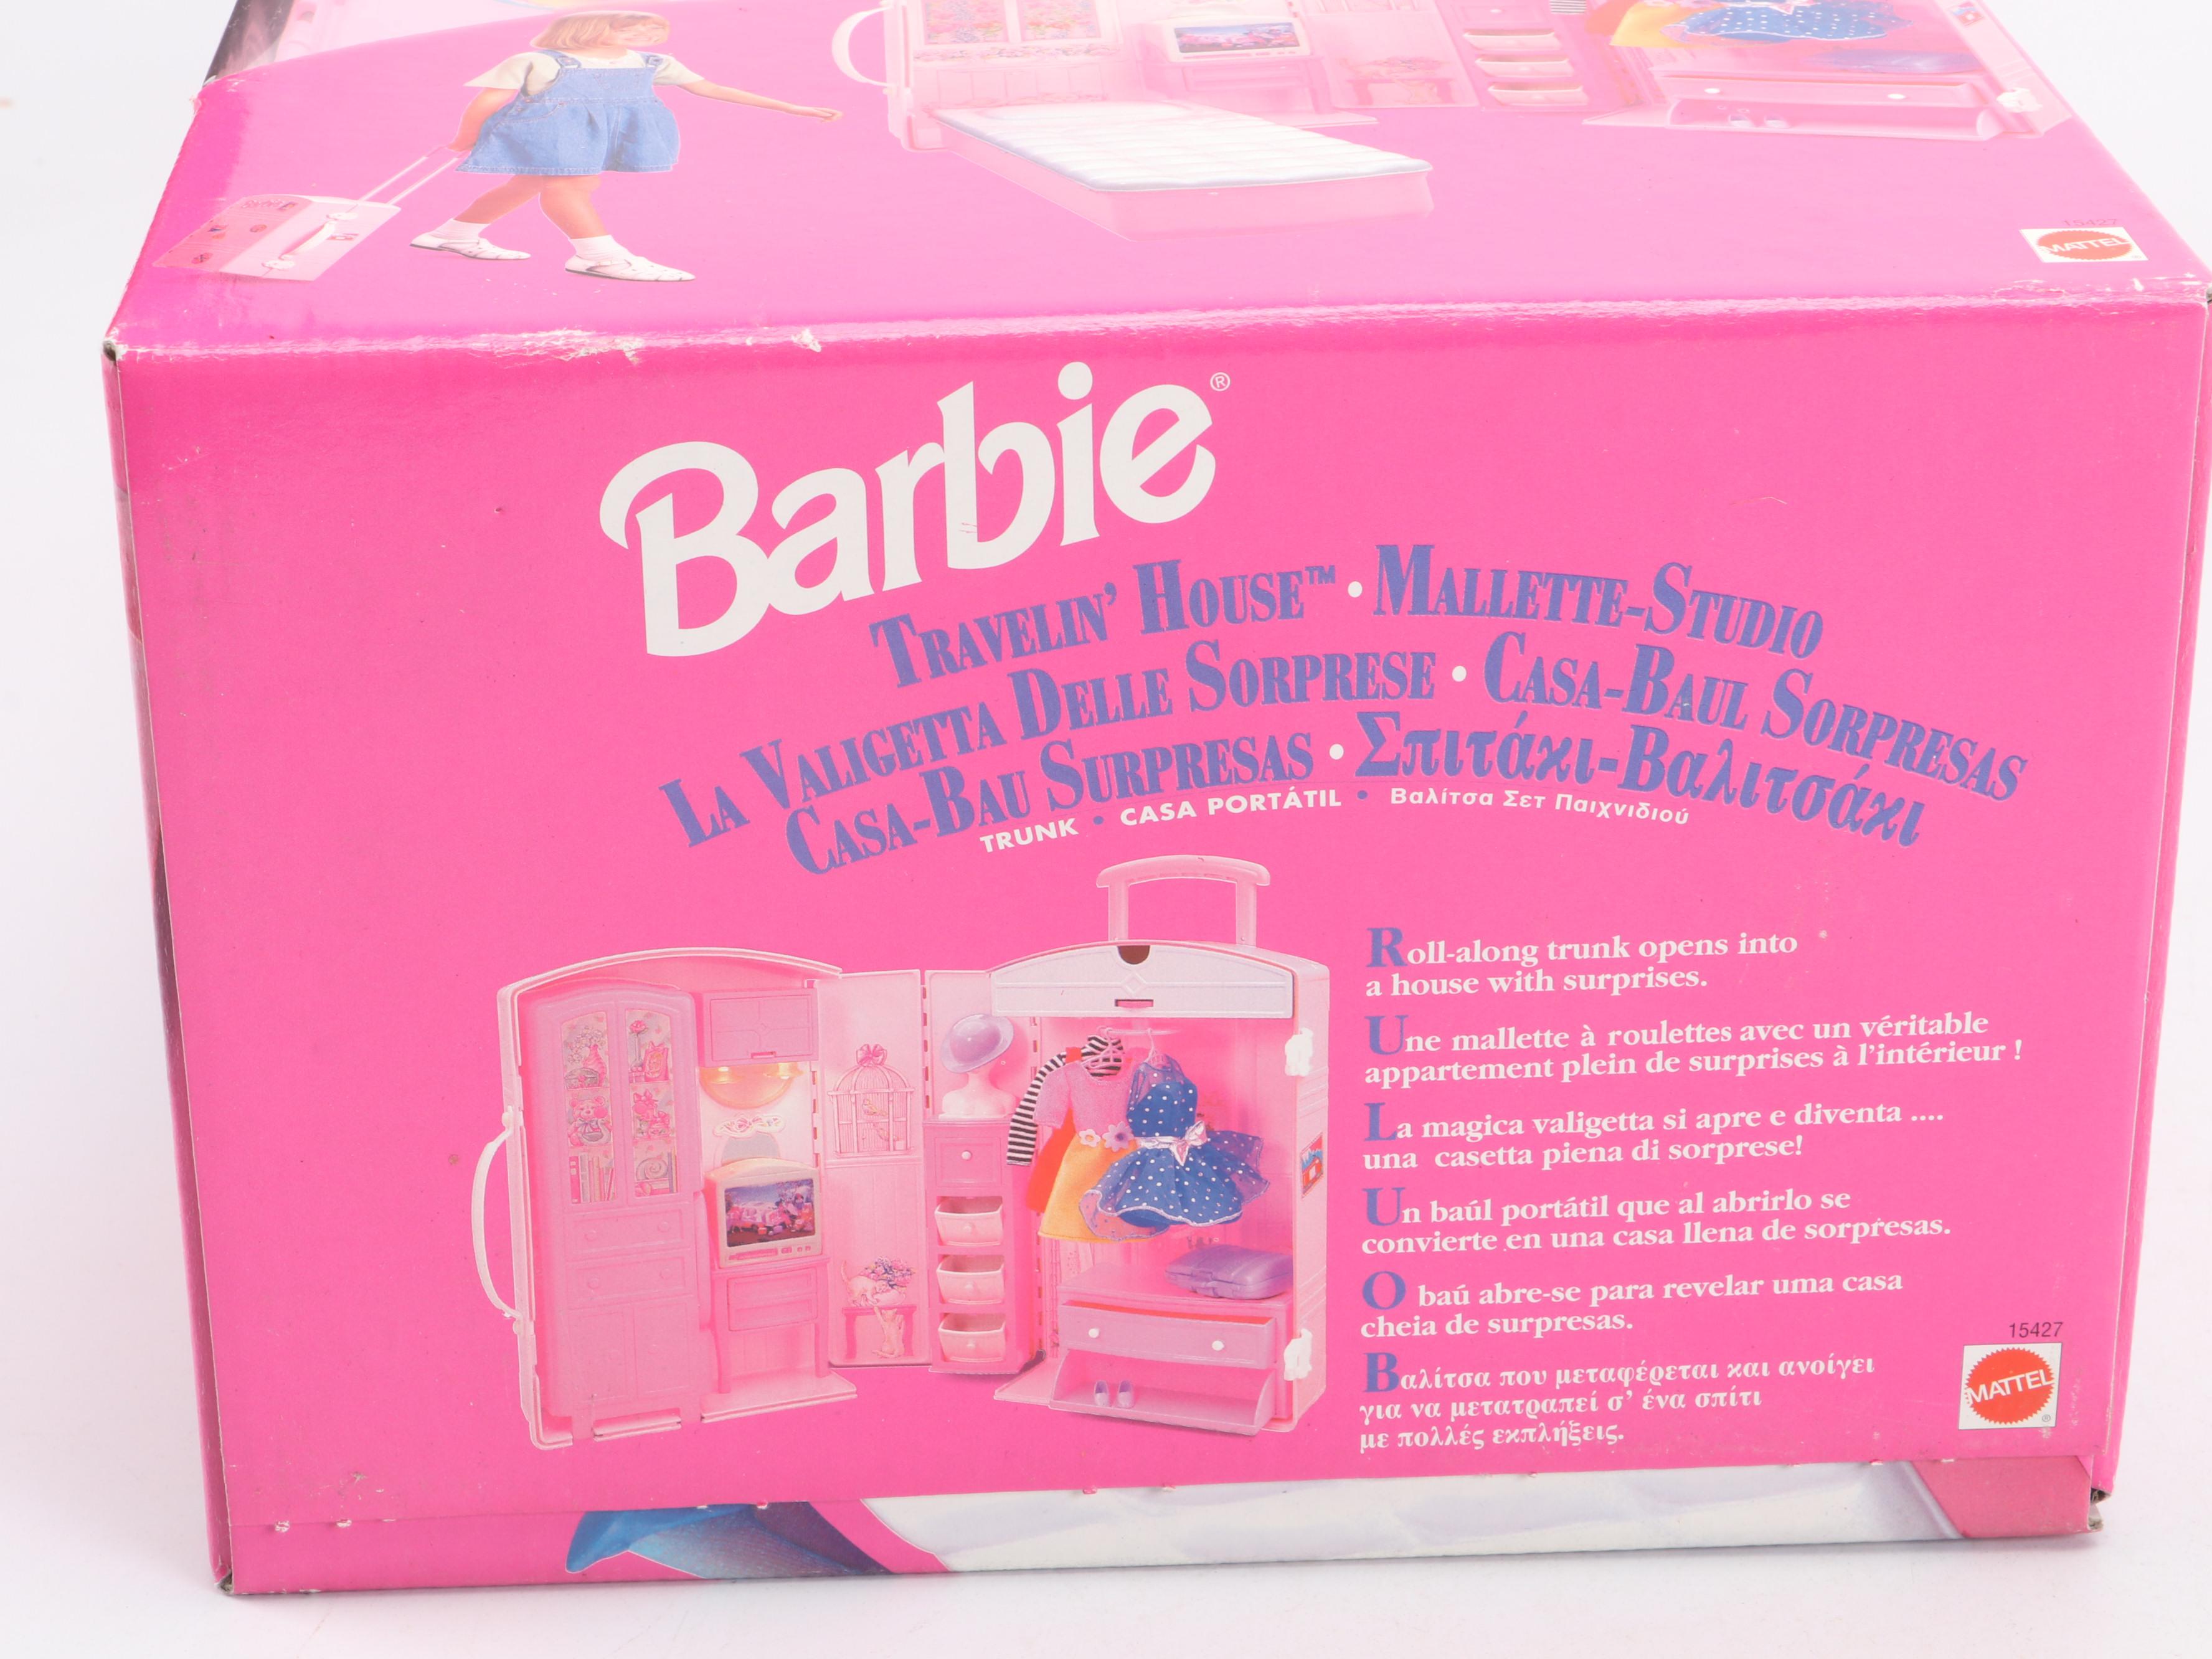 15427
MATTEL
Barbie®
TRAVELIN' HOUSE™ • MALLETTE-STUDIO
LA VALIGETTA DELLE SORPRESE • CASA-BAUL SORPRESAS
CASA-BAU SURPRESAS • Σπιτάκι-Βαλιτσάκι
TRUNK • CASA PORTÁTIL • Βαλίτσα Σετ Παιχνιδιού
Roll-along trunk opens into
a house with surprises.
Une mallette à roulettes avec un véritable
appartement plein de surprises à l'intérieur !
La magica valigetta si apre e diventa ....
una casetta piena di sorprese!
Un baúl portátil que al abrirlo se
convierte en una casa llena de sorpresas.
O baú abre-se para revelar uma casa
cheia de surpresas.
Βαλίτσα που μεταφέρεται και ανοίγει
για να μετατραπεί σ' ένα σπίτι
με πολλές εκπλήξεις.
15427
MATTEL®